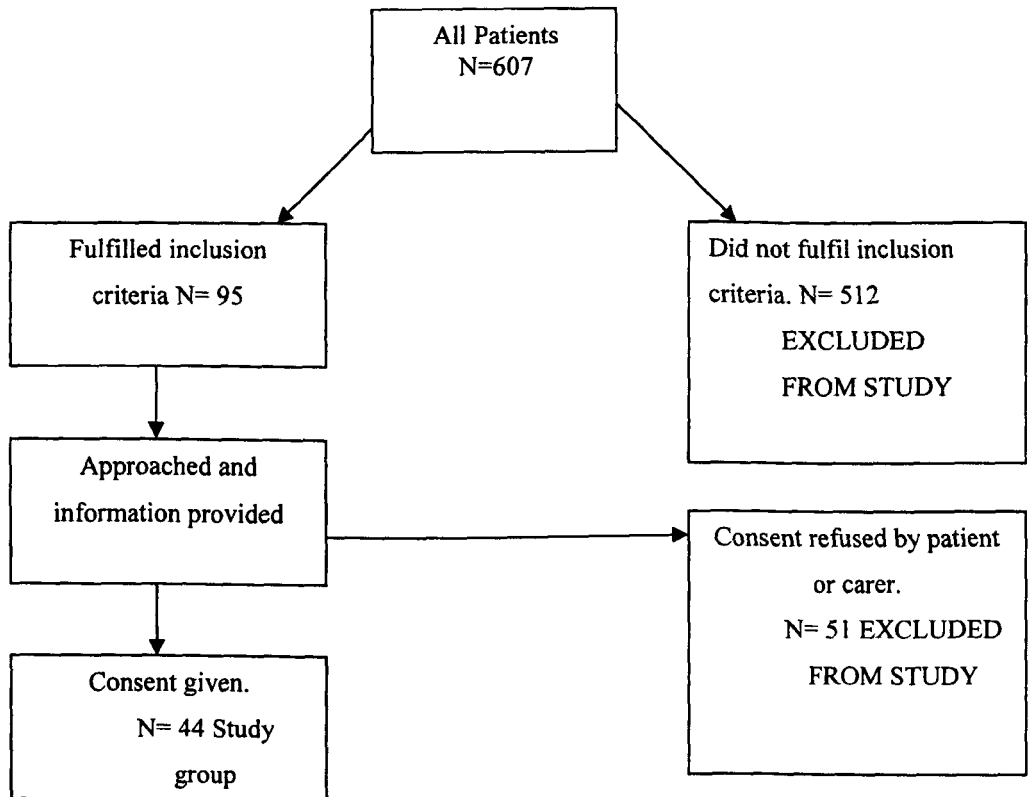 All Patients
N=607
Fulfilled inclusion
criteria N= 95
Did not fulfil inclusion
criteria. N= 512
EXCLUDED
FROM STUDY
Approached and
information provided
Consent refused by patient
or carer.
N= 51 EXCLUDED
FROM STUDY
Consent given.
N= 44 Study
group